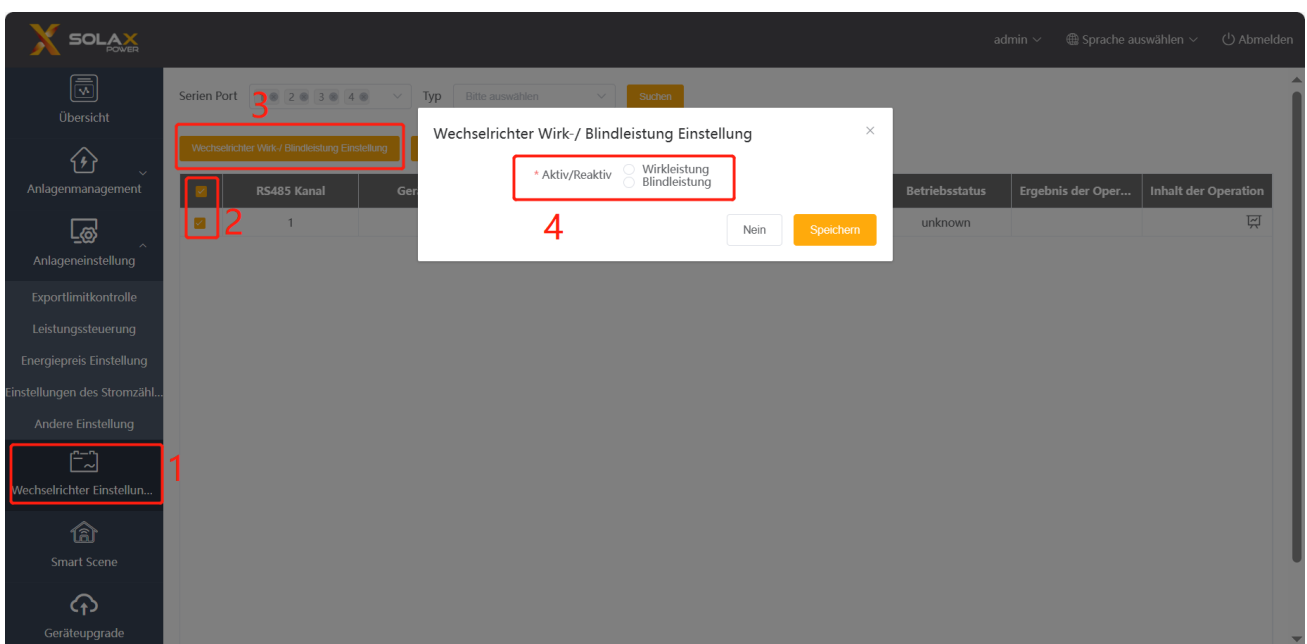 SOLAX
POWER
admin
Sprache auswählen
Abmelden
Übersicht
Anlagenmanagement
Anlageneinstellung
Exportlimitkontrolle
Leistungssteuerung
Energiepreis Einstellung
Einstellungen des Stromzähl...
Andere Einstellung
Wechselrichter Einstellun...
1
Smart Scene
Geräteupgrade
Serien Port
2
3
4
Typ
Bitte auswählen
Suchen
3
Wechselrichter Wirk-/ Blindleistung Einstellung
RS485 Kanal
Betriebsstatus
Ergebnis der Oper...
Inhalt der Operation
2
1
unknown
Wechselrichter Wirk-/ Blindleistung Einstellung
* Aktiv/Reaktiv
Wirkleistung
Blindleistung
4
Nein
Speichern